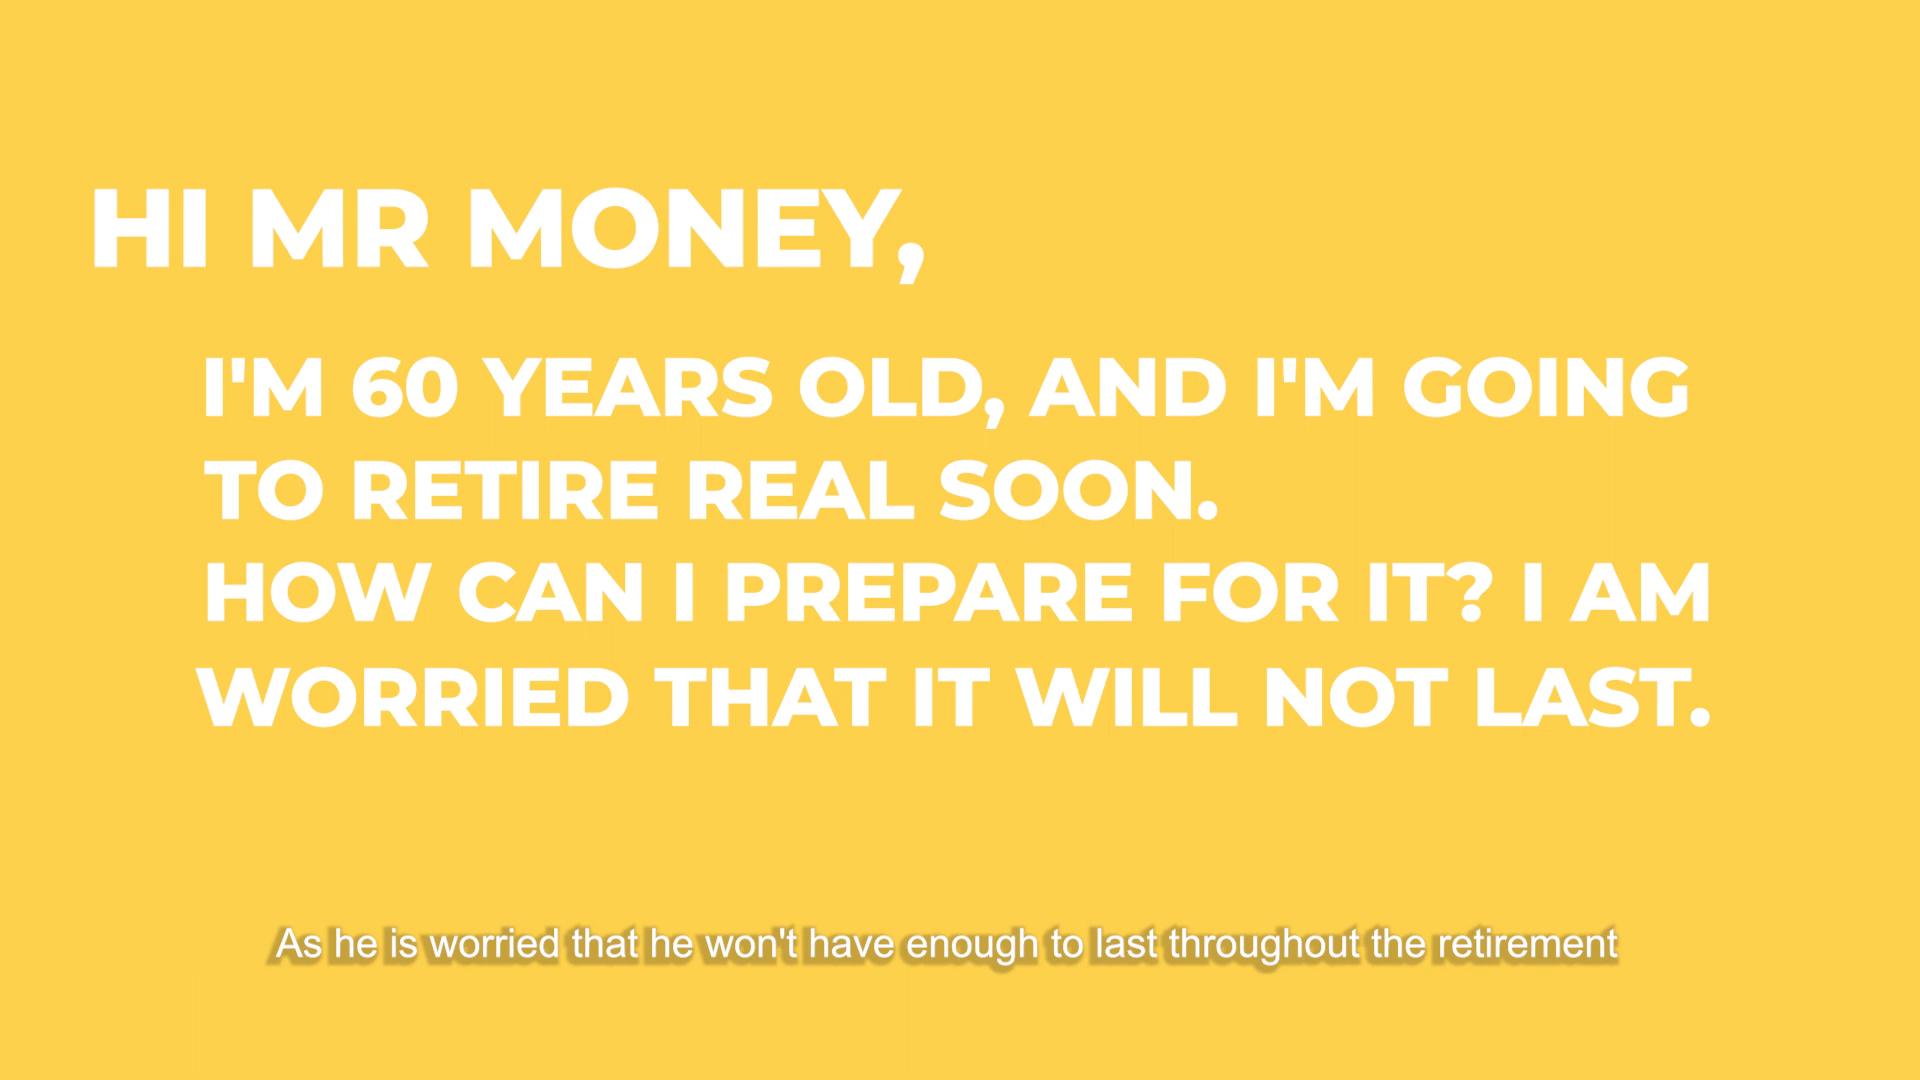 HI MR MONEY,
I'M 60 YEARS OLD, AND I'M GOING
TO RETIRE REAL SOON.
HOW CAN I PREPARE FOR IT? I AM
WORRIED THAT IT WILL NOT LAST.
As he is worried that he won't have enough to last throughout the retirement